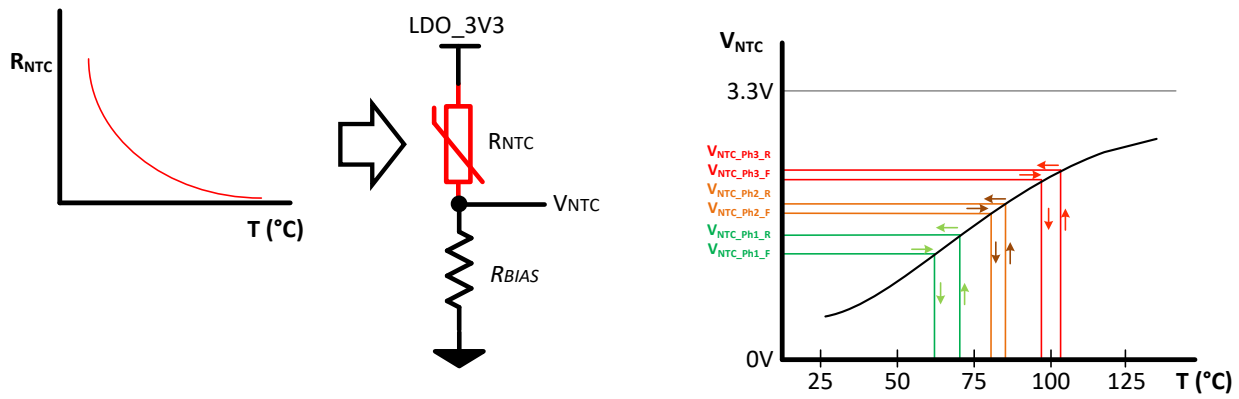 RNTC
T (°C)
LDO_3V3
RNTC
VNTC
RBIAS
VNTC
3.3V
VNTC_Ph3_R
VNTC_Ph3_F
VNTC_Ph2_R
VNTC_Ph2_F
VNTC_Ph1_R
VNTC_Ph1_F
0V
25 50 75 100 125 T (°C)